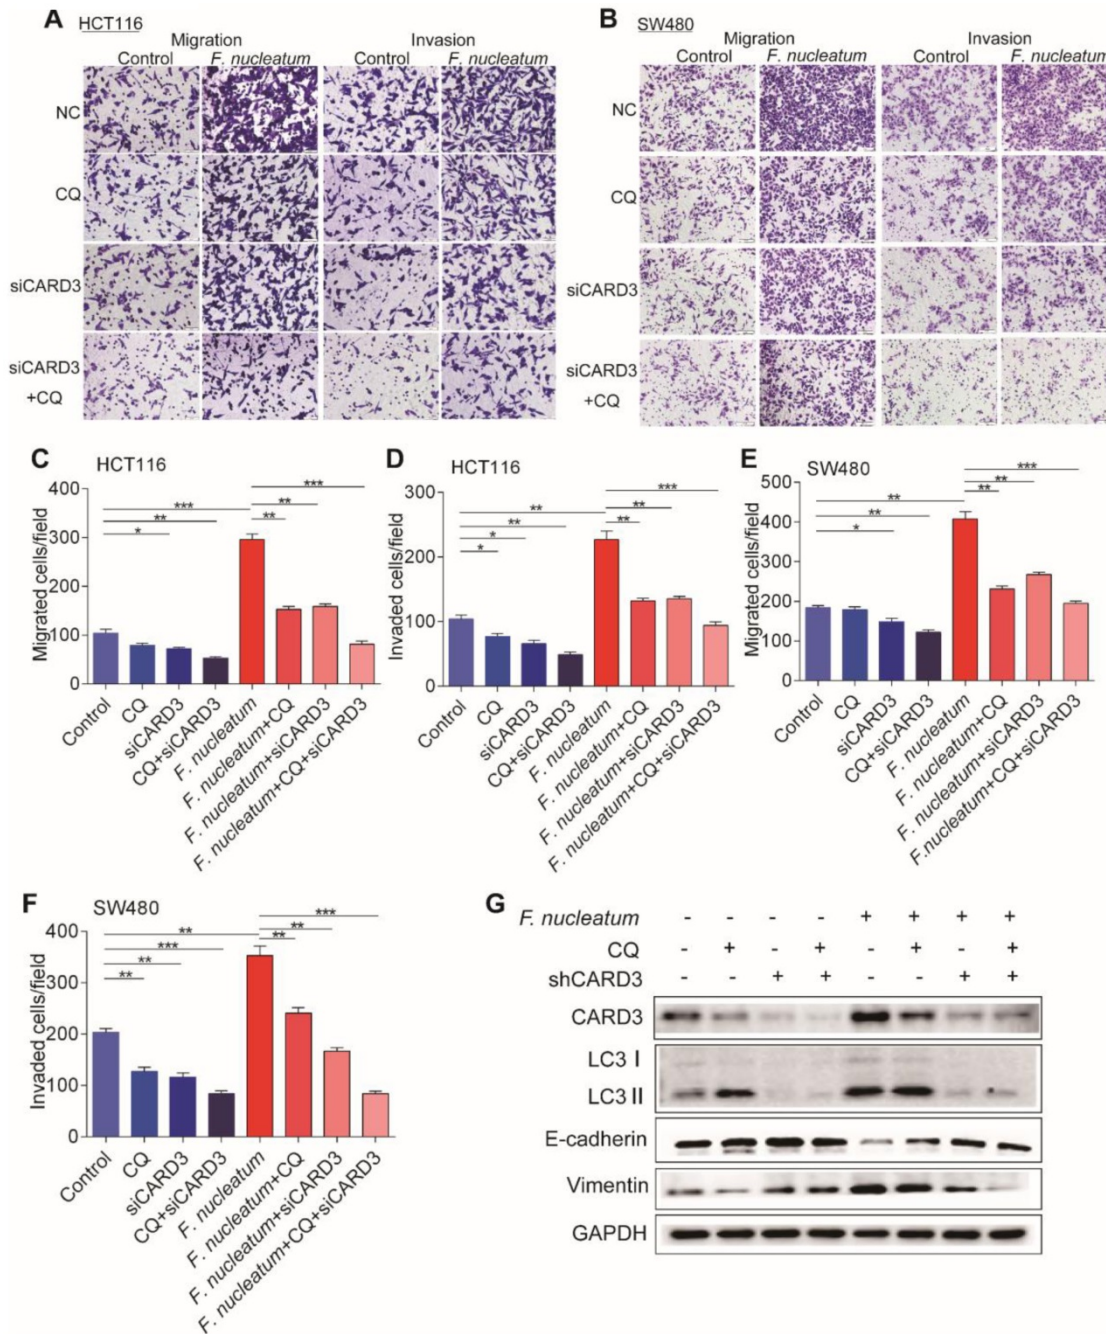 A HCT116
Migration Invasion
Control F. nucleatum Control F. nucleatum
NC
CQ
siCARD3
siCARD3
+CQ
B SW480
Migration Invasion
Control F. nucleatum Control F. nucleatum
NC
CQ
siCARD3
siCARD3
+CQ
C HCT116
Migrated cells/field
400
300
200
100
0
***
**
*
***
**
**
Control
CQ
siCARD3
CQ+siCARD3
F. nucleatum
F. nucleatum+CQ
F. nucleatum+siCARD3
F. nucleatum+CQ+siCARD3
D HCT116
Invaded cells/field
300
200
100
0
**
**
*
*
***
**
**
Control
CQ
siCARD3
CQ+siCARD3
F. nucleatum
F. nucleatum+CQ
F. nucleatum+siCARD3
F. nucleatum+CQ+siCARD3
E SW480
Migrated cells/field
500
400
300
200
100
0
**
**
*
***
**
**
Control
CQ
siCARD3
CQ+siCARD3
F. nucleatum
F. nucleatum+CQ
F. nucleatum+siCARD3
F.nucleatum+CQ+siCARD3
F SW480
Invaded cells/field
400
300
200
100
0
**
***
**
**
***
**
**
Control
CQ
siCARD3
CQ+siCARD3
F. nucleatum
F. nucleatum+CQ
F. nucleatum+siCARD3
F. nucleatum+CQ+siCARD3
G
F. nucleatum - - - - + + + +
CQ - + - + - + - +
shCARD3 - - + + - - + +
CARD3
LC3 I
LC3 II
E-cadherin
Vimentin
GAPDH